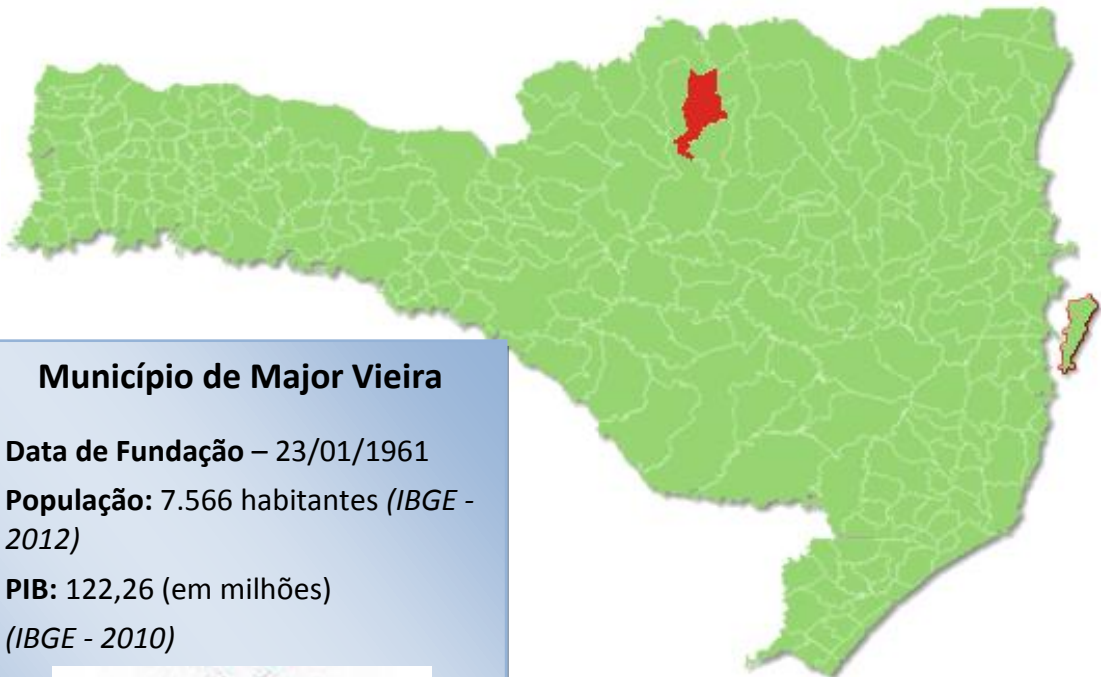 Município de Major Vieira
Data de Fundação – 23/01/1961
População: 7.566 habitantes (IBGE -
2012)
PIB: 122,26 (em milhões)
(IBGE - 2010)